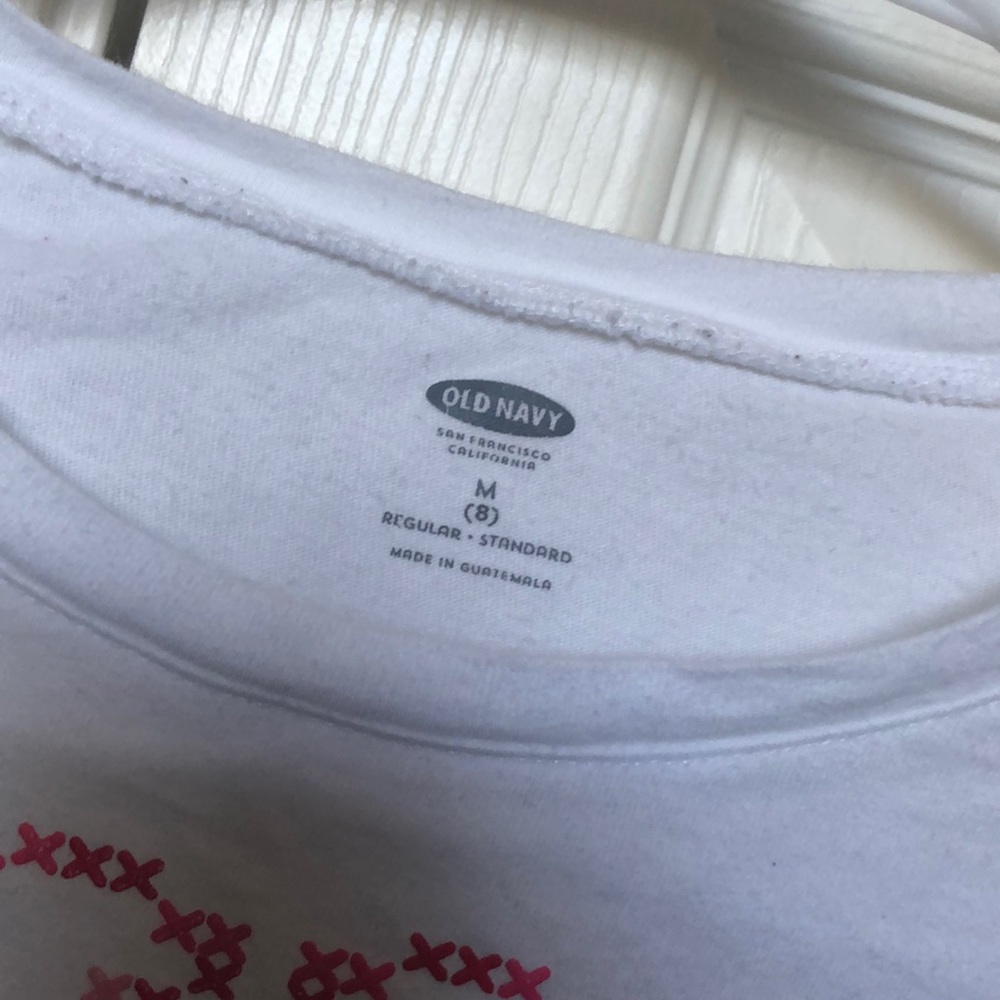 OLD NAVY
SAN FRANCISCO
CALIFORNIA
M
(8)
REGULAR • STANDARD
MADE IN GUATEMALA